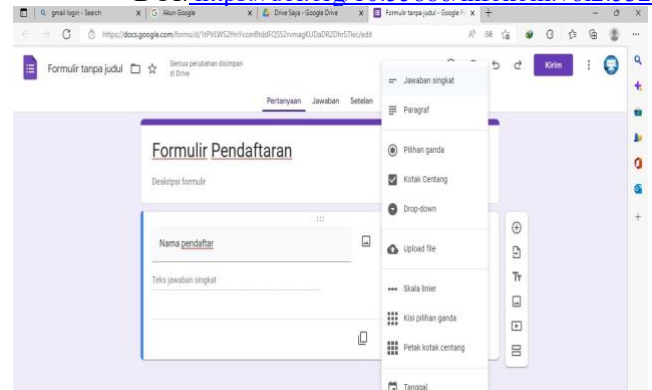 gmail login - Search
Akun Google
Drive Saya - Google Drive
Formulir tanpa judul - Google Fo
Formulir tanpa judul
Semua perubahan disimpan
di Drive
Kirim
Pertanyaan Jawaban Setelan
Formulir Pendaftaran
Deskripsi formulir
Nama pendaftar
Teks jawaban singkat
Jawaban singkat
Paragraf
Pilihan ganda
Kotak Centang
Drop-down
Upload file
Skala linier
Kisi pilihan ganda
Petak kotak centang
Tanggal
Tт